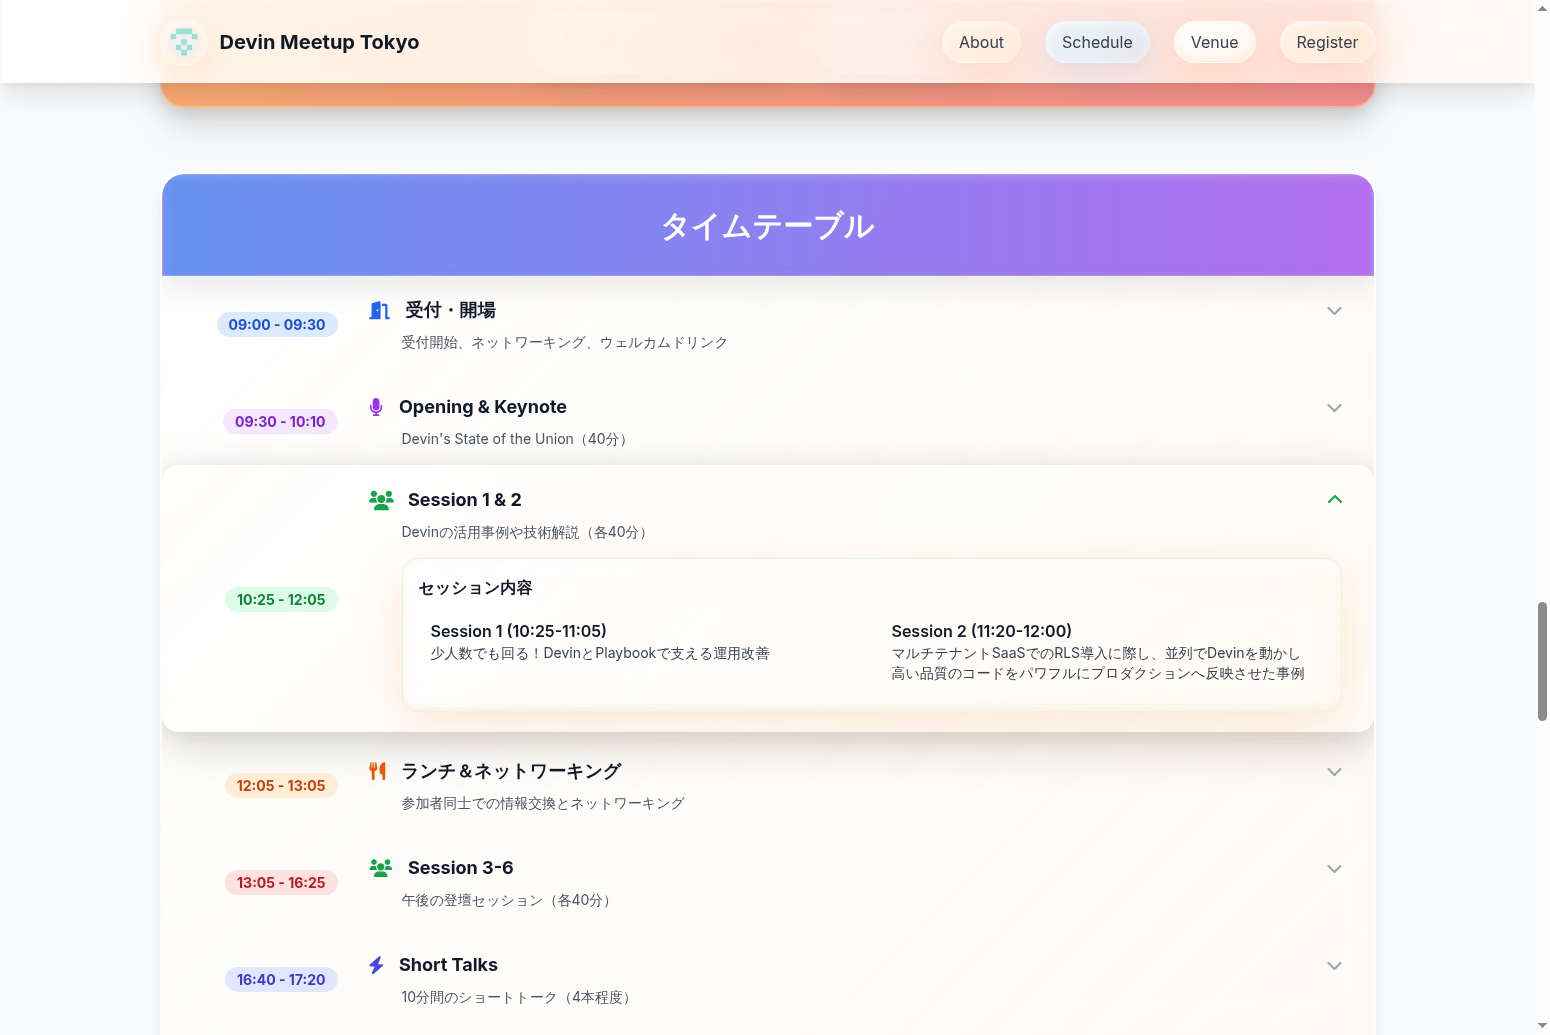 Devin Meetup Tokyo
About
Schedule
Venue
Register
タイムテーブル
09:00 - 09:30
受付・開場
受付開始、ネットワーキング、ウェルカムドリンク
09:30 - 10:10
Opening & Keynote
Devin's State of the Union（40分）
10:25 - 12:05
Session 1 & 2
Devinの活用事例や技術解説（各40分）
セッション内容
Session 1 (10:25-11:05)
少人数でも回る！DevinとPlaybookで支える運用改善
Session 2 (11:20-12:00)
マルチテナントSaaSでのRLS導入に際し、並列でDevinを動かし
高い品質のコードをパワフルにプロダクションへ反映させた事例
12:05 - 13:05
ランチ＆ネットワーキング
参加者同士での情報交換とネットワーキング
13:05 - 16:25
Session 3-6
午後の登壇セッション（各40分）
16:40 - 17:20
Short Talks
10分間のショートトーク（4本程度）